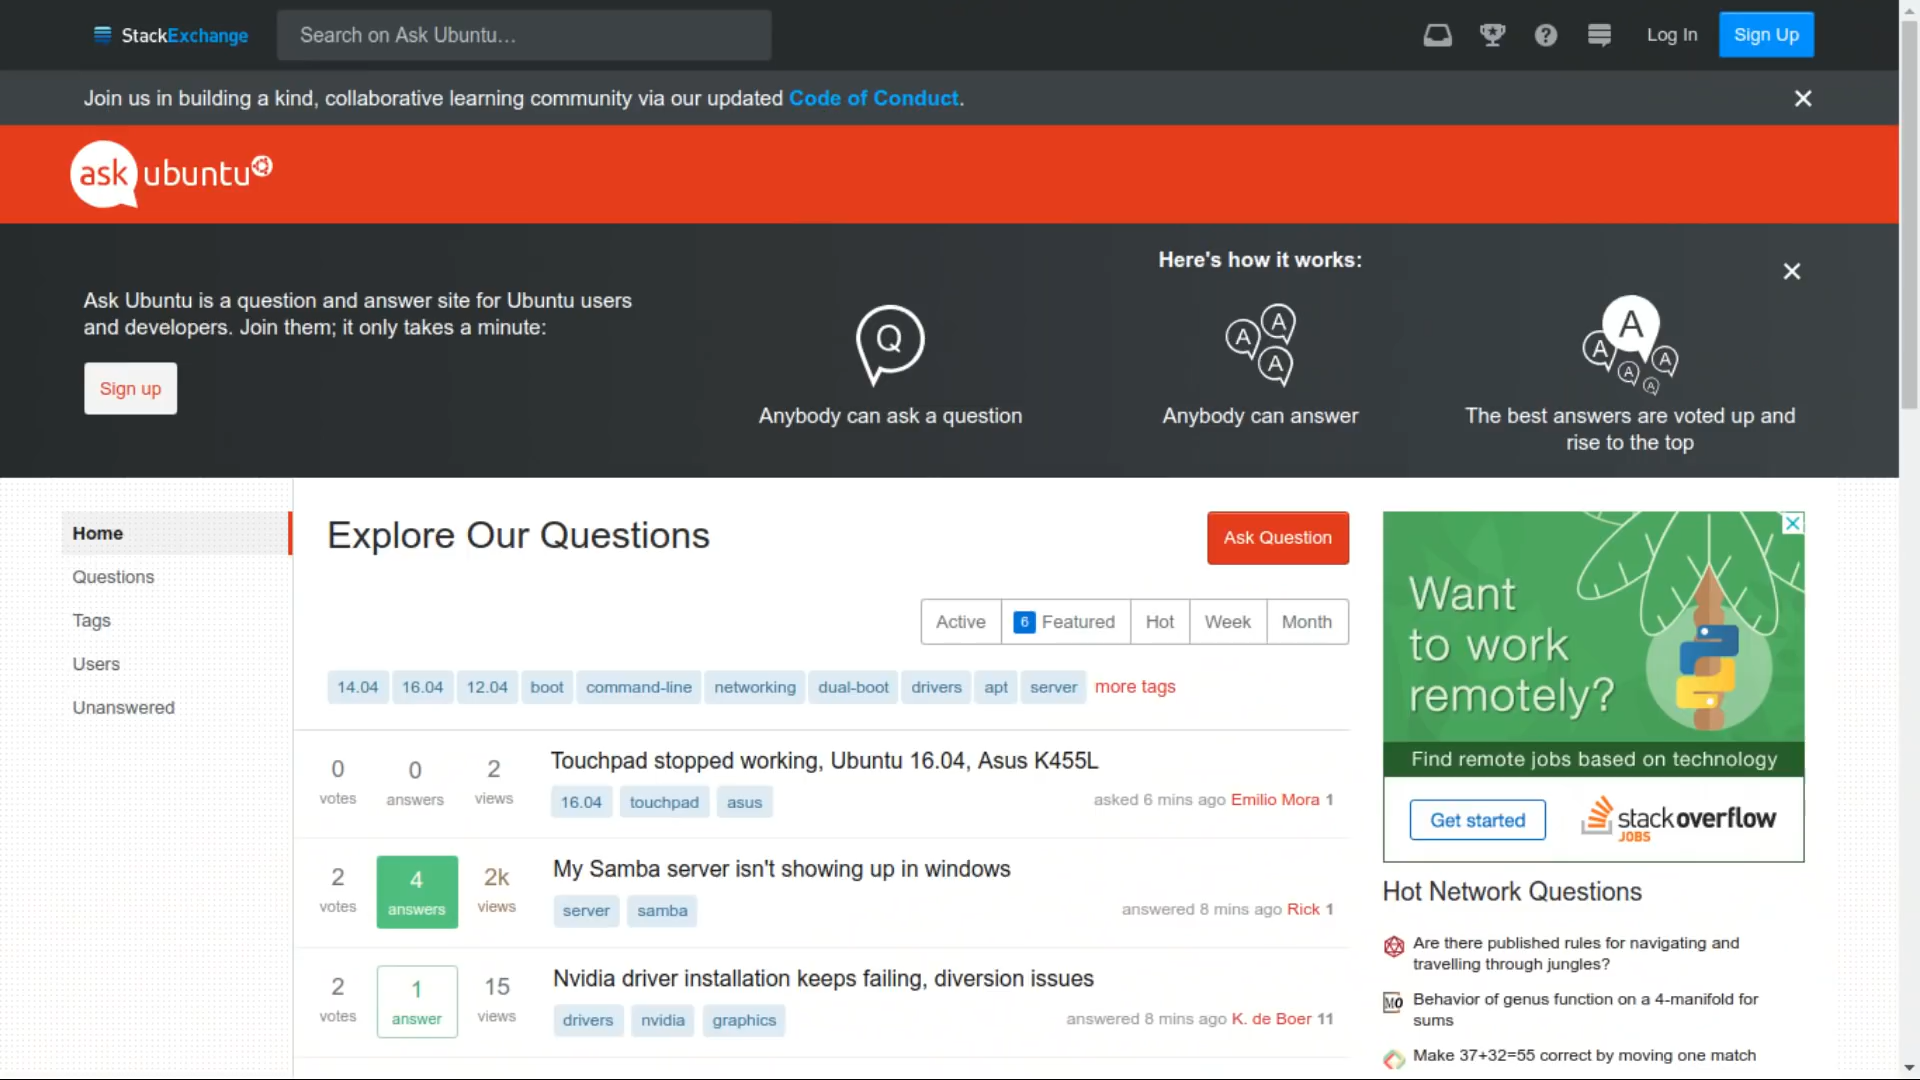 StackExchange
Search on Ask Ubuntu...
Log In
Sign Up
Join us in building a kind, collaborative learning community via our updated Code of Conduct.
ask ubuntu
Here's how it works:
Ask Ubuntu is a question and answer site for Ubuntu users
and developers. Join them; it only takes a minute:
Sign up
Q
Anybody can ask a question
A
A
A
Anybody can answer
A
A
A
A
A
The best answers are voted up and
rise to the top
Home
Questions
Tags
Users
Unanswered
Explore Our Questions
Ask Question
Active
6 Featured
Hot
Week
Month
14.04 16.04 12.04 boot command-line networking dual-boot drivers apt server more tags
0 votes
0 answers
2 views
Touchpad stopped working, Ubuntu 16.04, Asus K455L
16.04 touchpad asus
asked 6 mins ago Emilio Mora 1
2 votes
4 answers
2k views
My Samba server isn't showing up in windows
server samba
answered 8 mins ago Rick 1
2 votes
1 answer
15 views
Nvidia driver installation keeps failing, diversion issues
drivers nvidia graphics
answered 8 mins ago K. de Boer 11
Want
to work
remotely?
Find remote jobs based on technology
Get started
stackoverflow
JOBS
Hot Network Questions
Are there published rules for navigating and
travelling through jungles?
MO
Behavior of genus function on a 4-manifold for
sums
Make 37+32=55 correct by moving one match